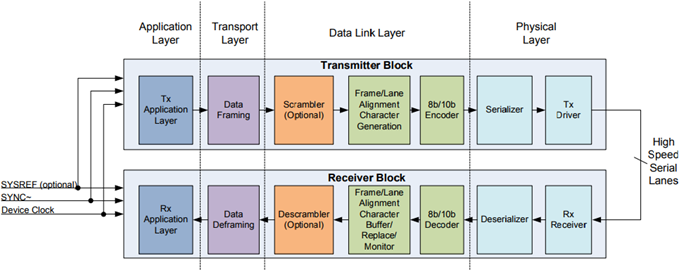 Application
Layer
Transport
Layer
Data Link Layer
Physical
Layer
Transmitter Block
Tx
Application
Layer
Data
Framing
Scrambler
(Optional)
Frame/Lane
Alignment
Character
Generation
8b/10b
Encoder
Serializer
Tx
Driver
High
Speed
Serial
Lanes
Receiver Block
SYSREF (optional)
SYNC~
Device Clock
Rx
Application
Layer
Data
Deframing
Descrambler
(Optional)
Frame/Lane
Alignment
Character
Buffer/
Replace/
Monitor
8b/10b
Decoder
Deserializer
Rx
Receiver